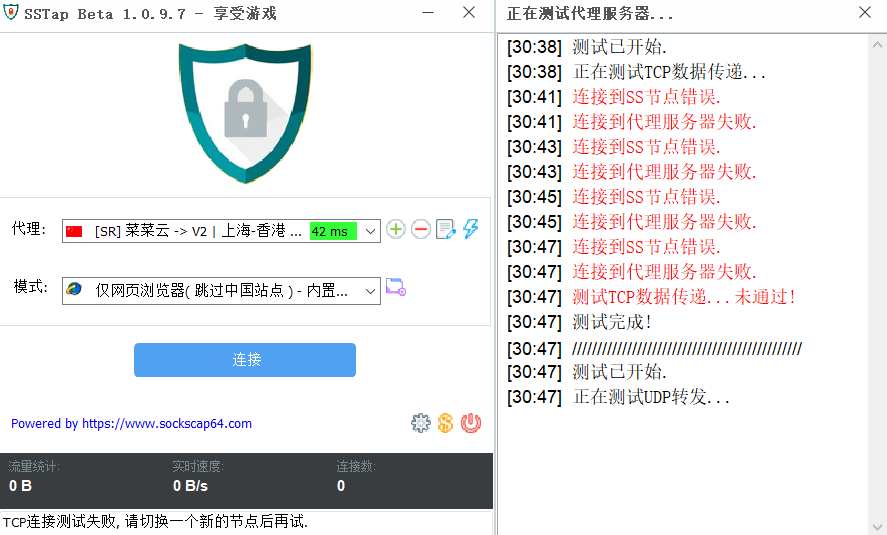 SSTap Beta 1.0.9.7 - 享受游戏
代理:
[SR] 菜菜云 -> V2 | 上海-香港 ... 42 ms
模式:
仅网页浏览器( 跳过中国站点 ) - 内置...
连接
Powered by https://www.sockscap64.com
流量统计: 实时速度: 连接数:
0 B 0 B/s 0
TCP连接测试失败, 请切换一个新的节点后再试.
正在测试代理服务器...
[30:38] 测试已开始.
[30:38] 正在测试TCP数据传递...
[30:41] 连接到SS节点错误.
[30:41] 连接到代理服务器失败.
[30:43] 连接到SS节点错误.
[30:43] 连接到代理服务器失败.
[30:45] 连接到SS节点错误.
[30:45] 连接到代理服务器失败.
[30:47] 连接到SS节点错误.
[30:47] 连接到代理服务器失败.
[30:47] 测试TCP数据传递...未通过!
[30:47] 测试完成!
[30:47] //////////////////////////////////////////////
[30:47] 测试已开始.
[30:47] 正在测试UDP转发...